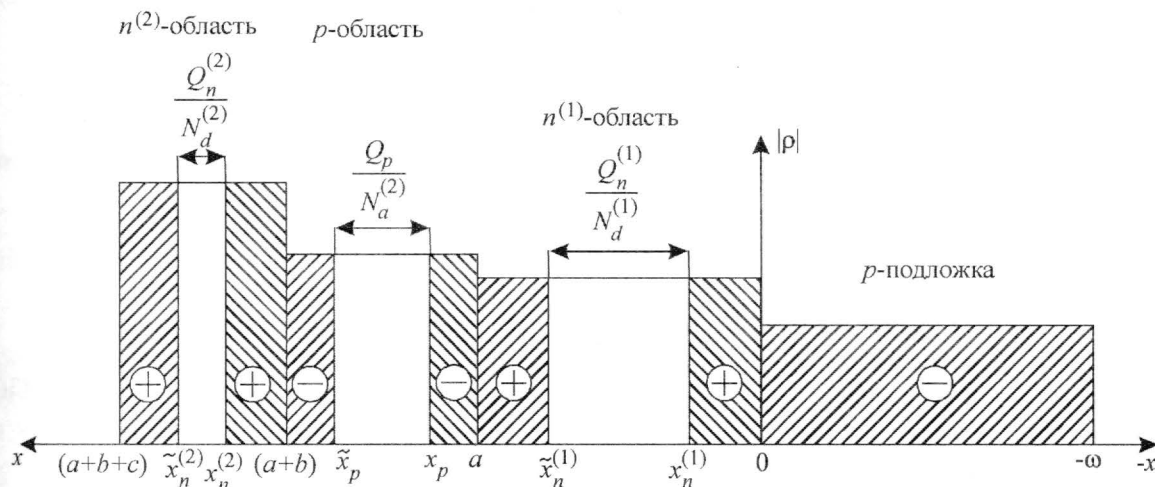 n^(2)-область p-область
Q_n^(2)
N_d^(2)
n^(1)-область
|ρ|
Q_p
N_a^(2)
Q_n^(1)
N_d^(1)
p-подложка
+ + − − + + −
x (a+b+c) x̃_n^(2) x_n^(2) (a+b) x̃_p x_p a x̃_n^(1) x_n^(1) 0 -ω -x